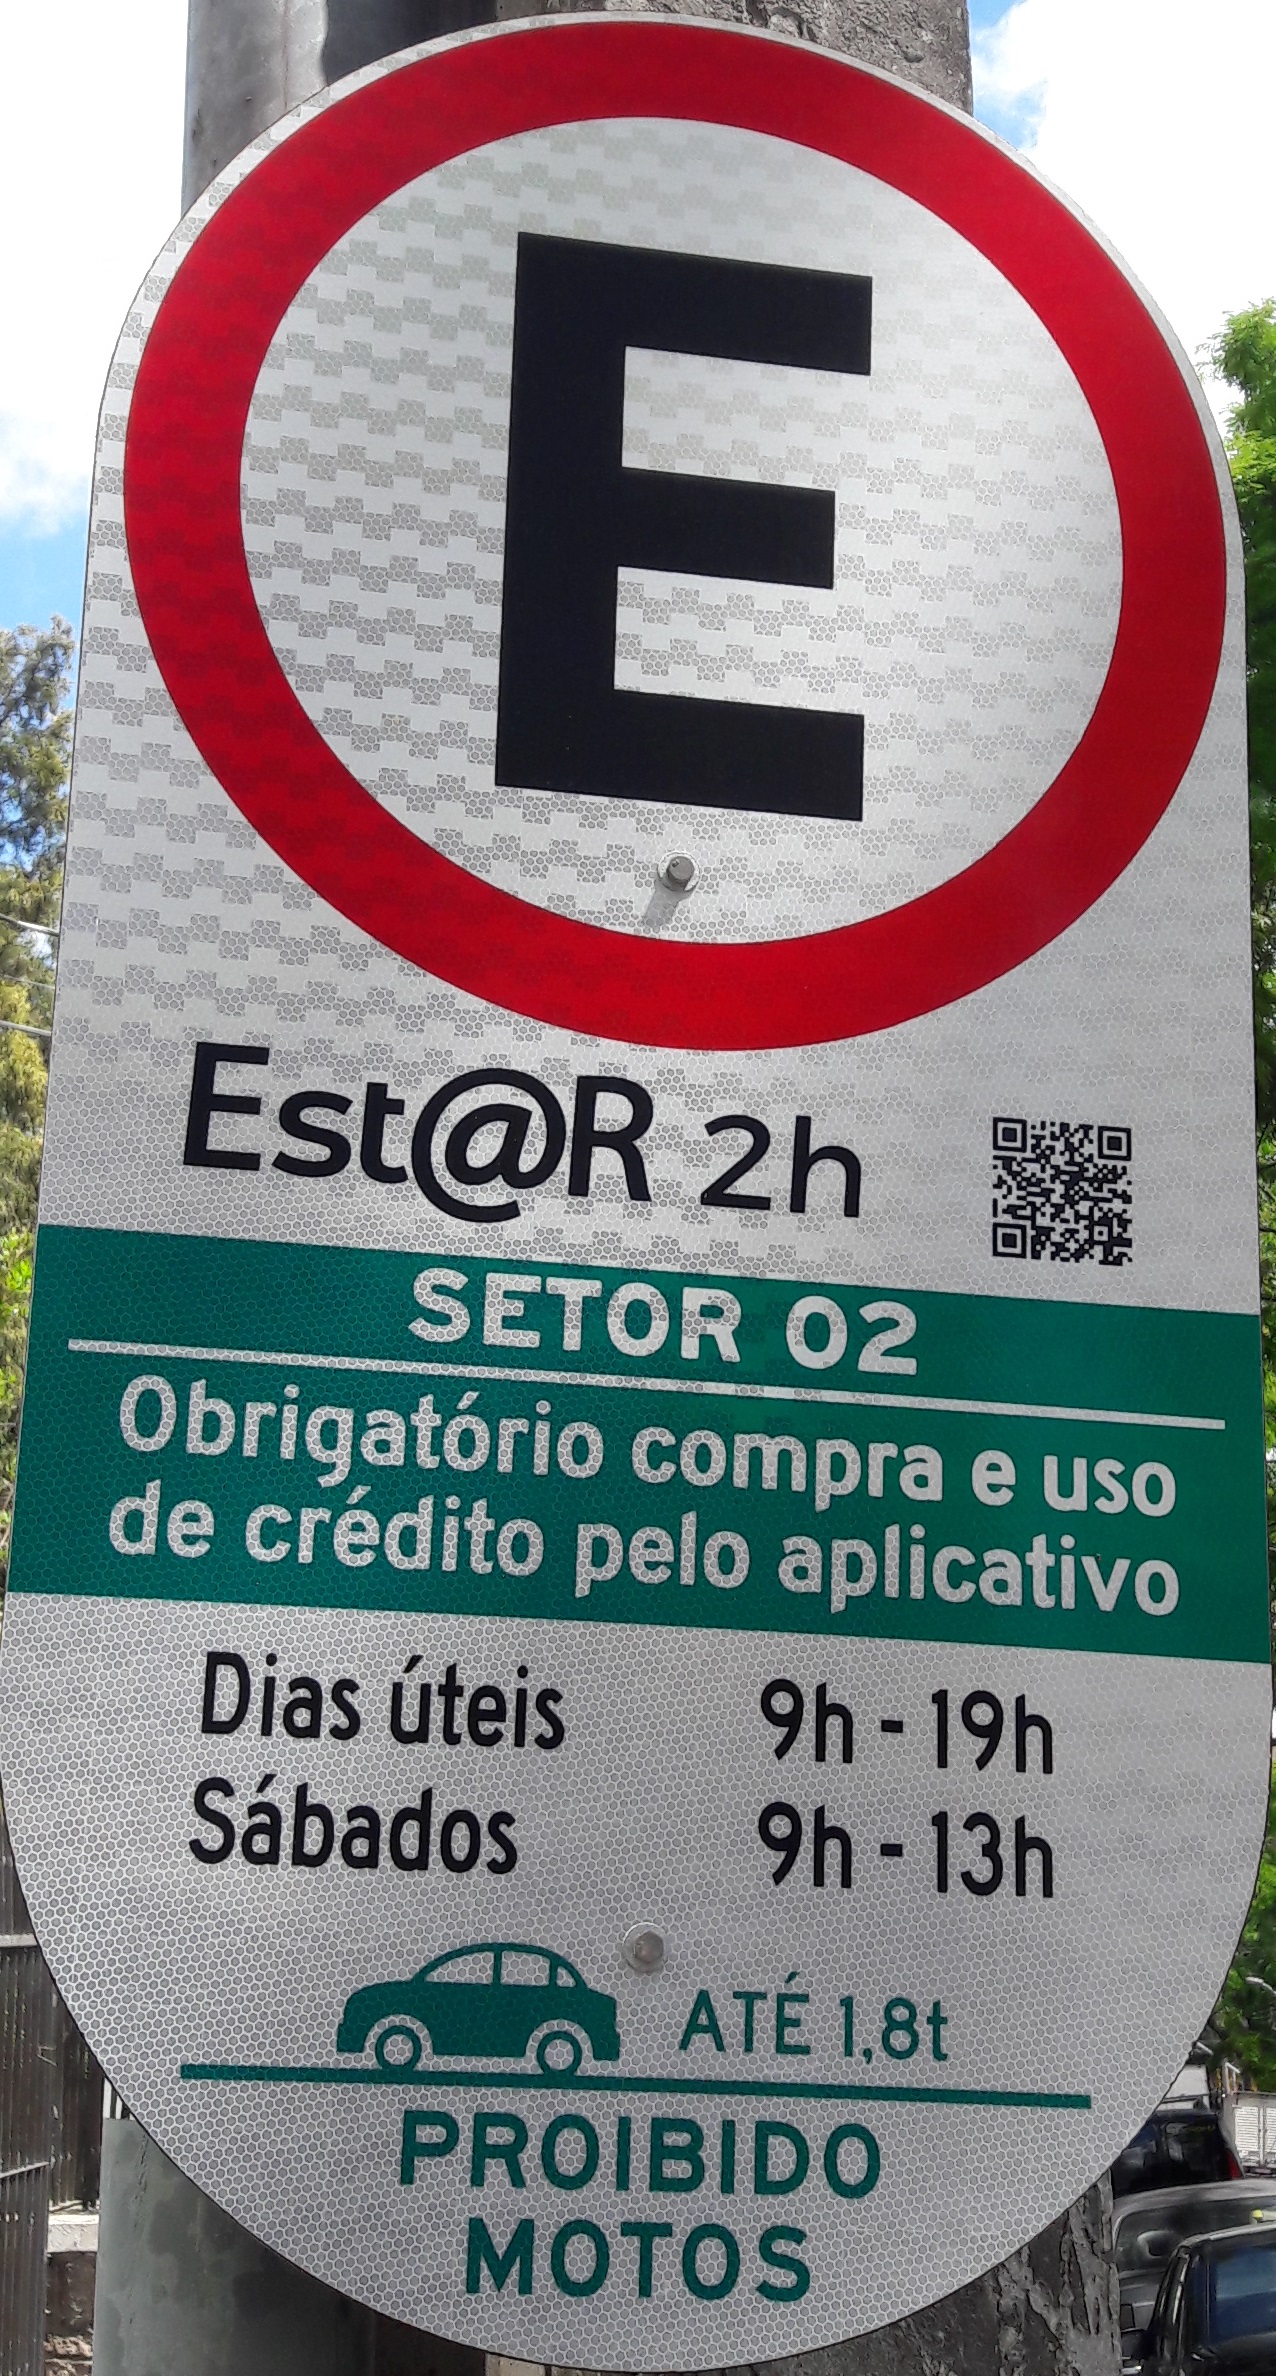 E
Est@R 2h
SETOR 02
Obrigatório compra e uso
de crédito pelo aplicativo
Dias úteis 9h - 19h
Sábados 9h - 13h
ATÉ 1,8t
PROIBIDO
MOTOS